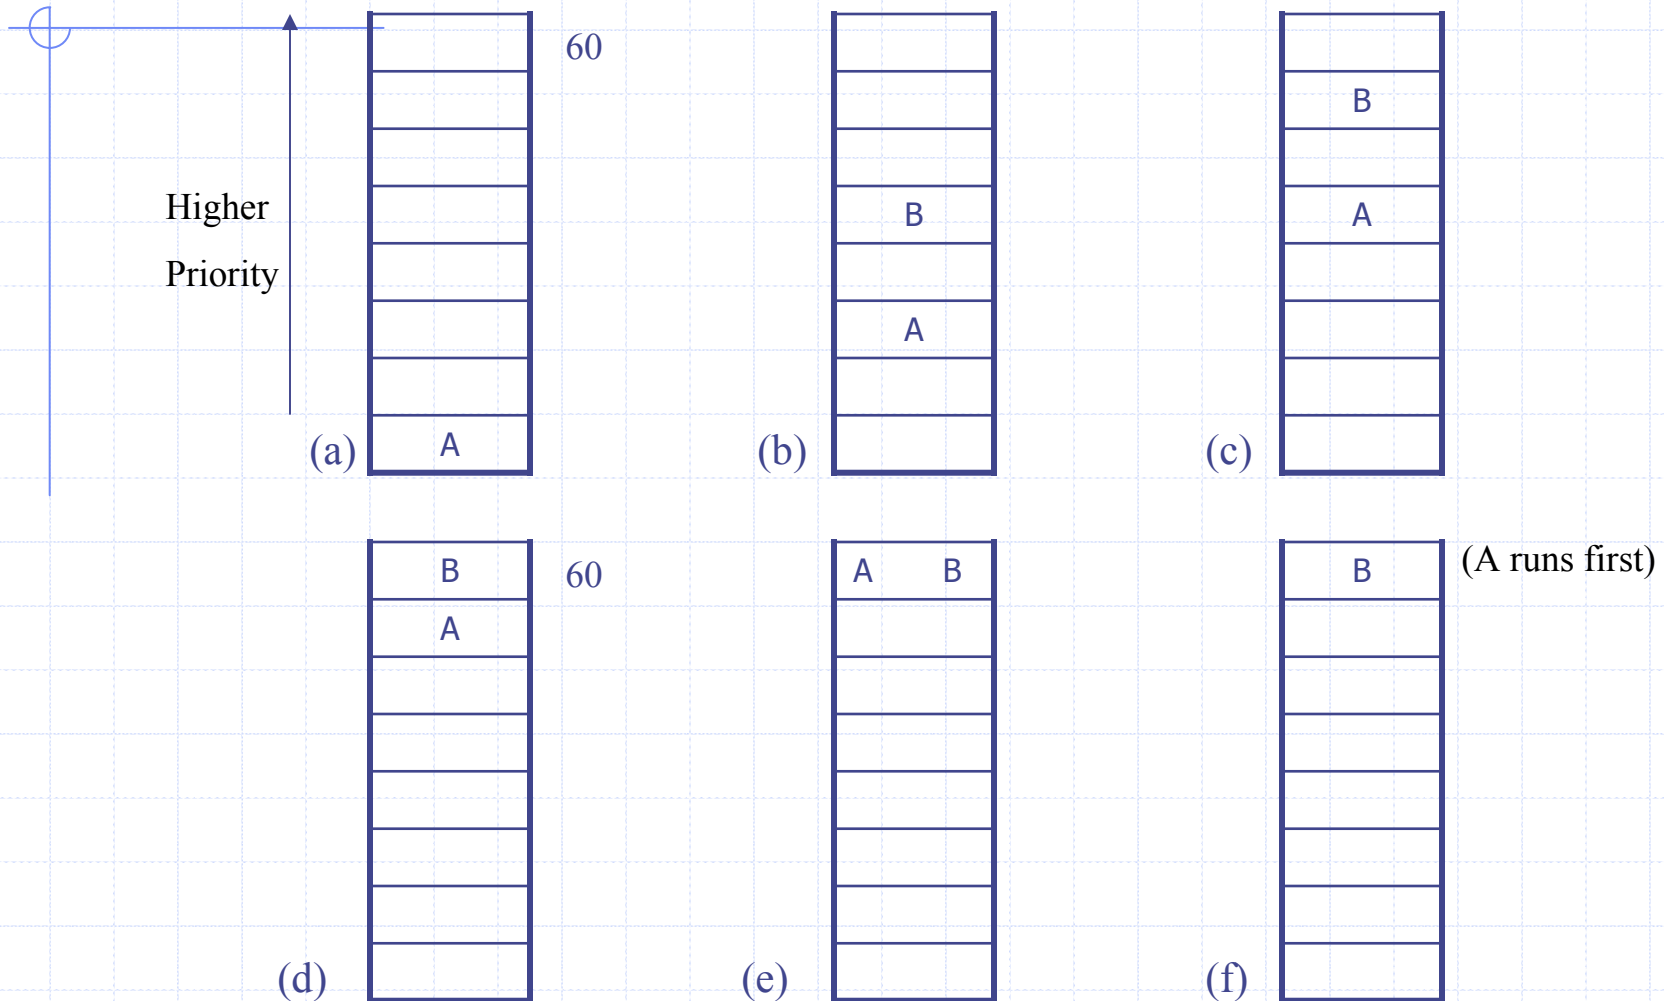 60
B
Higher
B
A
Priority
A
(a)
A
(b)
(c)
B
60
A
B
B
(A runs first)
A
(d)
(e)
(f)